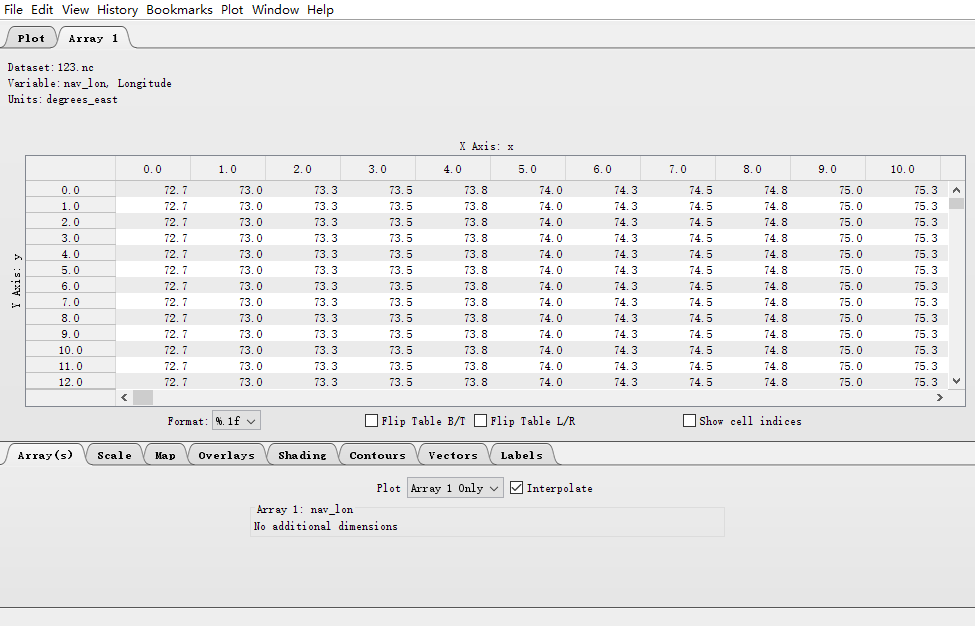 File Edit View History Bookmarks Plot Window Help
Plot Array 1
Dataset: 123.nc
Variable: nav_lon, Longitude
Units: degrees_east
X Axis: x
0.0 1.0 2.0 3.0 4.0 5.0 6.0 7.0 8.0 9.0 10.0
0.0 72.7 73.0 73.3 73.5 73.8 74.0 74.3 74.5 74.8 75.0 75.3
1.0 72.7 73.0 73.3 73.5 73.8 74.0 74.3 74.5 74.8 75.0 75.3
2.0 72.7 73.0 73.3 73.5 73.8 74.0 74.3 74.5 74.8 75.0 75.3
3.0 72.7 73.0 73.3 73.5 73.8 74.0 74.3 74.5 74.8 75.0 75.3
4.0 72.7 73.0 73.3 73.5 73.8 74.0 74.3 74.5 74.8 75.0 75.3
5.0 72.7 73.0 73.3 73.5 73.8 74.0 74.3 74.5 74.8 75.0 75.3
6.0 72.7 73.0 73.3 73.5 73.8 74.0 74.3 74.5 74.8 75.0 75.3
7.0 72.7 73.0 73.3 73.5 73.8 74.0 74.3 74.5 74.8 75.0 75.3
8.0 72.7 73.0 73.3 73.5 73.8 74.0 74.3 74.5 74.8 75.0 75.3
9.0 72.7 73.0 73.3 73.5 73.8 74.0 74.3 74.5 74.8 75.0 75.3
10.0 72.7 73.0 73.3 73.5 73.8 74.0 74.3 74.5 74.8 75.0 75.3
11.0 72.7 73.0 73.3 73.5 73.8 74.0 74.3 74.5 74.8 75.0 75.3
12.0 72.7 73.0 73.3 73.5 73.8 74.0 74.3 74.5 74.8 75.0 75.3
Y Axis: y
Format: %.1f Flip Table B/T Flip Table L/R Show cell indices
Array(s) Scale Map Overlays Shading Contours Vectors Labels
Plot Array 1 Only Interpolate
Array 1: nav_lon
No additional dimensions